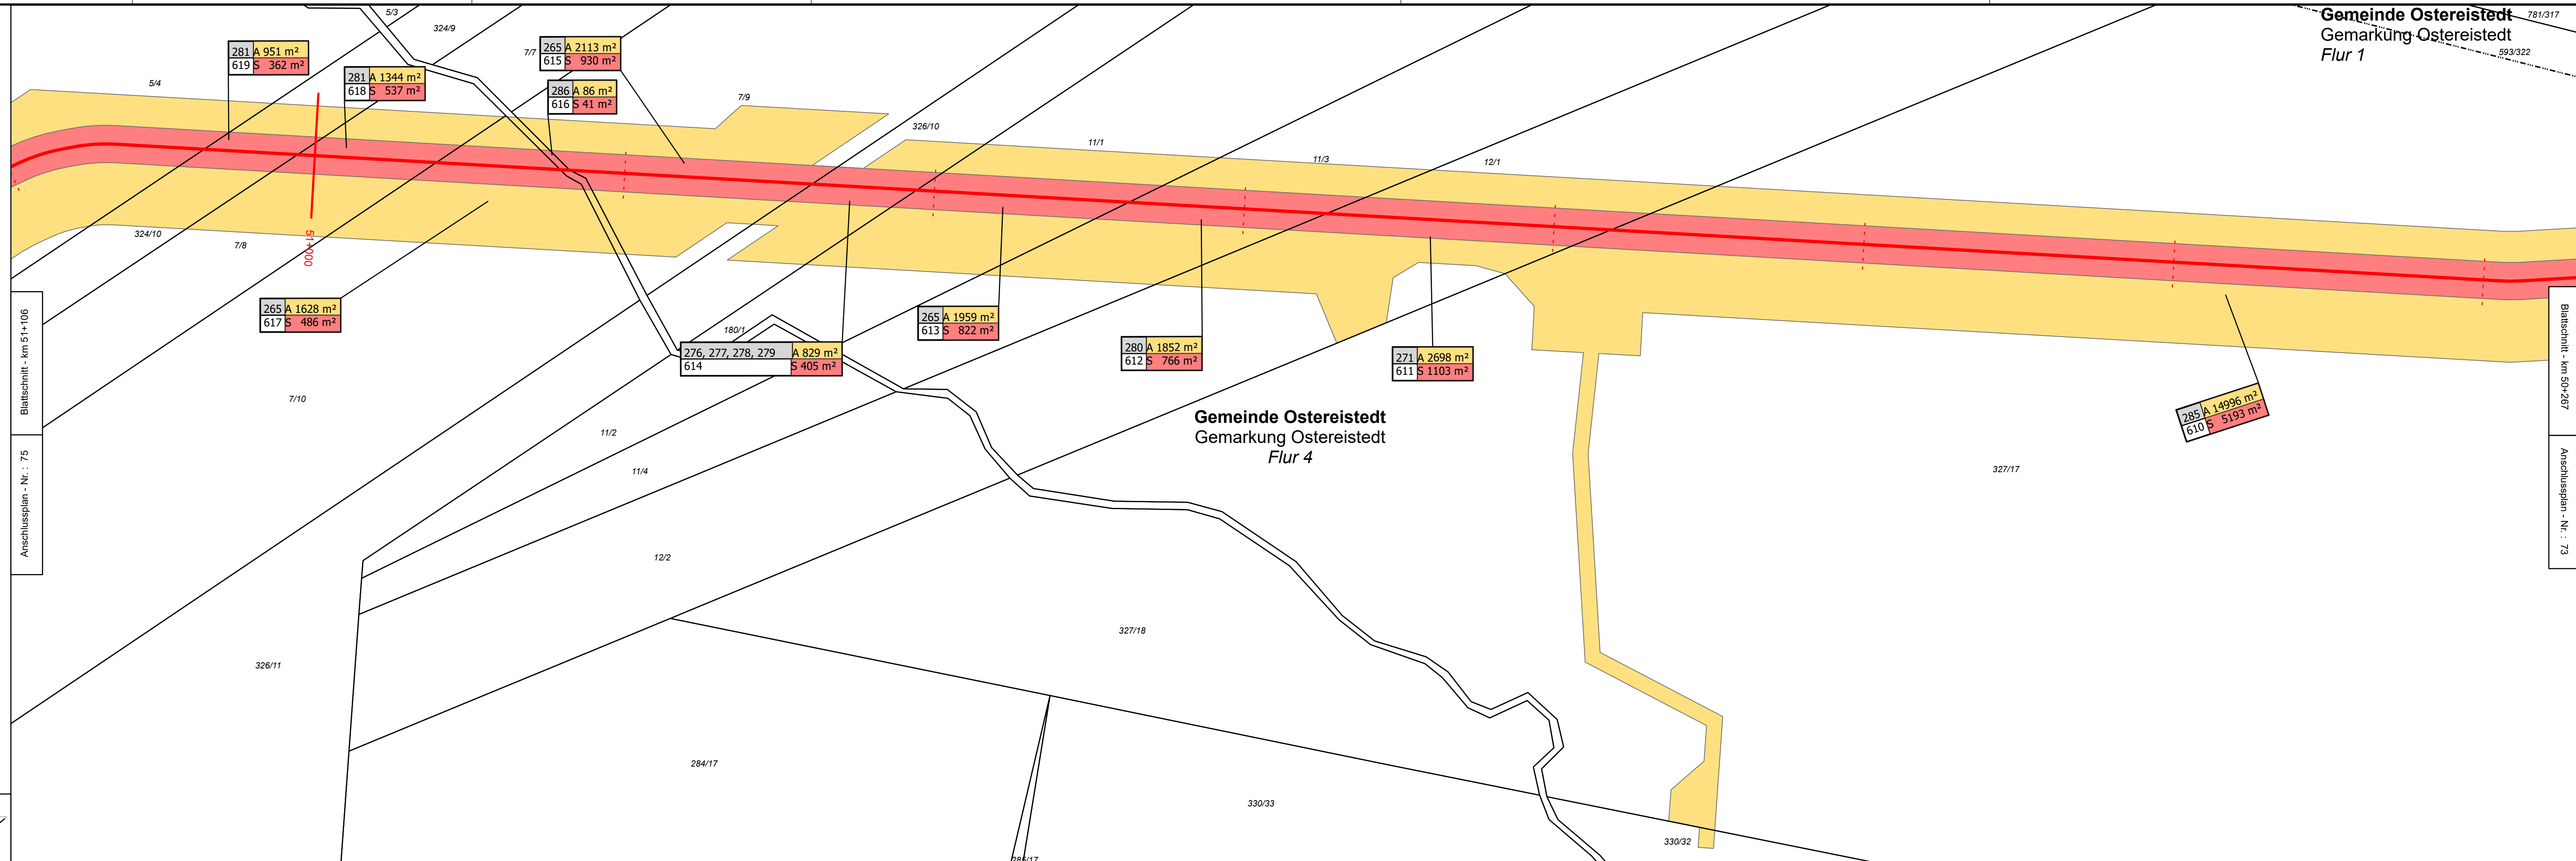 5/3
324/9
7/7
5/4
281 A 951 m²
619 S 362 m²
281 A 1344 m²
618 S 537 m²
265 A 2113 m²
615 S 930 m²
286 A 86 m²
616 S 41 m²
7/9
326/10
11/1
11/3
12/1
Gemeinde Ostereistedt
Gemarkung Ostereistedt
Flur 1
781/317
593/322
324/10
7/8
51+000
265 A 1628 m²
617 S 486 m²
180/1
276, 277, 278, 279 A 829 m²
614 S 405 m²
265 A 1959 m²
613 S 822 m²
280 A 1852 m²
612 S 766 m²
271 A 2698 m²
611 S 1103 m²
285 A 14996 m²
610 S 5193 m²
Blattschnitt - km 51+106
Anschlussplan - Nr. : 75
Blattschnitt - km 50+267
Anschlussplan - Nr. : 73
7/10
11/2
11/4
12/2
Gemeinde Ostereistedt
Gemarkung Ostereistedt
Flur 4
327/17
327/18
326/11
284/17
330/33
330/32
285/17